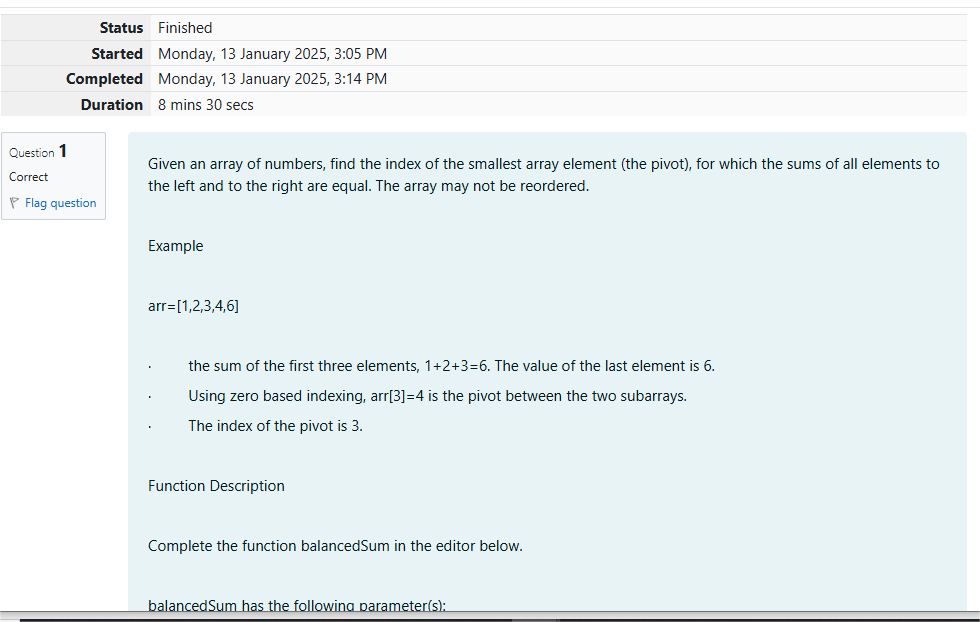 Status Finished
Started Monday, 13 January 2025, 3:05 PM
Completed Monday, 13 January 2025, 3:14 PM
Duration 8 mins 30 secs
Question 1
Correct
Flag question
Given an array of numbers, find the index of the smallest array element (the pivot), for which the sums of all elements to
the left and to the right are equal. The array may not be reordered.
Example
arr=[1,2,3,4,6]
· the sum of the first three elements, 1+2+3=6. The value of the last element is 6.
· Using zero based indexing, arr[3]=4 is the pivot between the two subarrays.
· The index of the pivot is 3.
Function Description
Complete the function balancedSum in the editor below.
balancedSum has the following parameter(s):